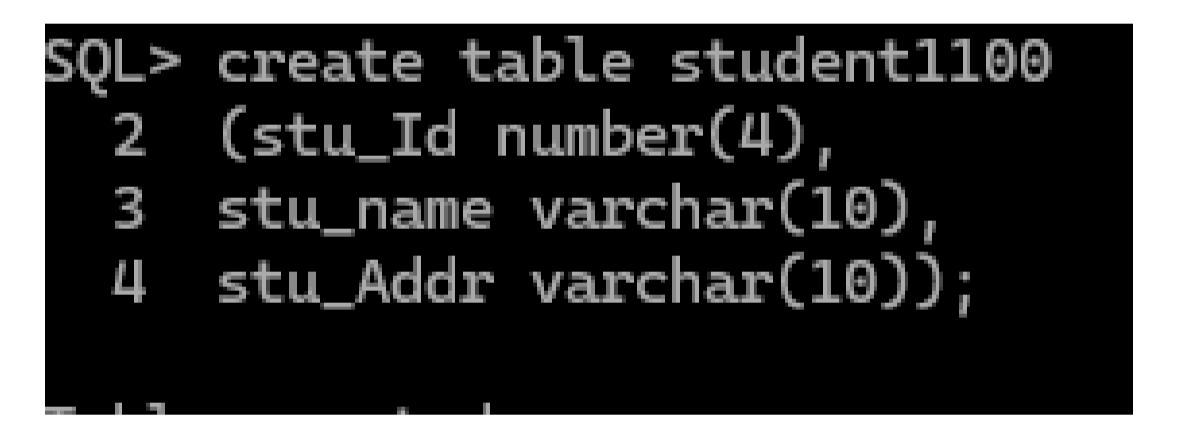 SQL> create table student1100
2 (stu_Id number(4),
3 stu_name varchar(10),
4 stu_Addr varchar(10));